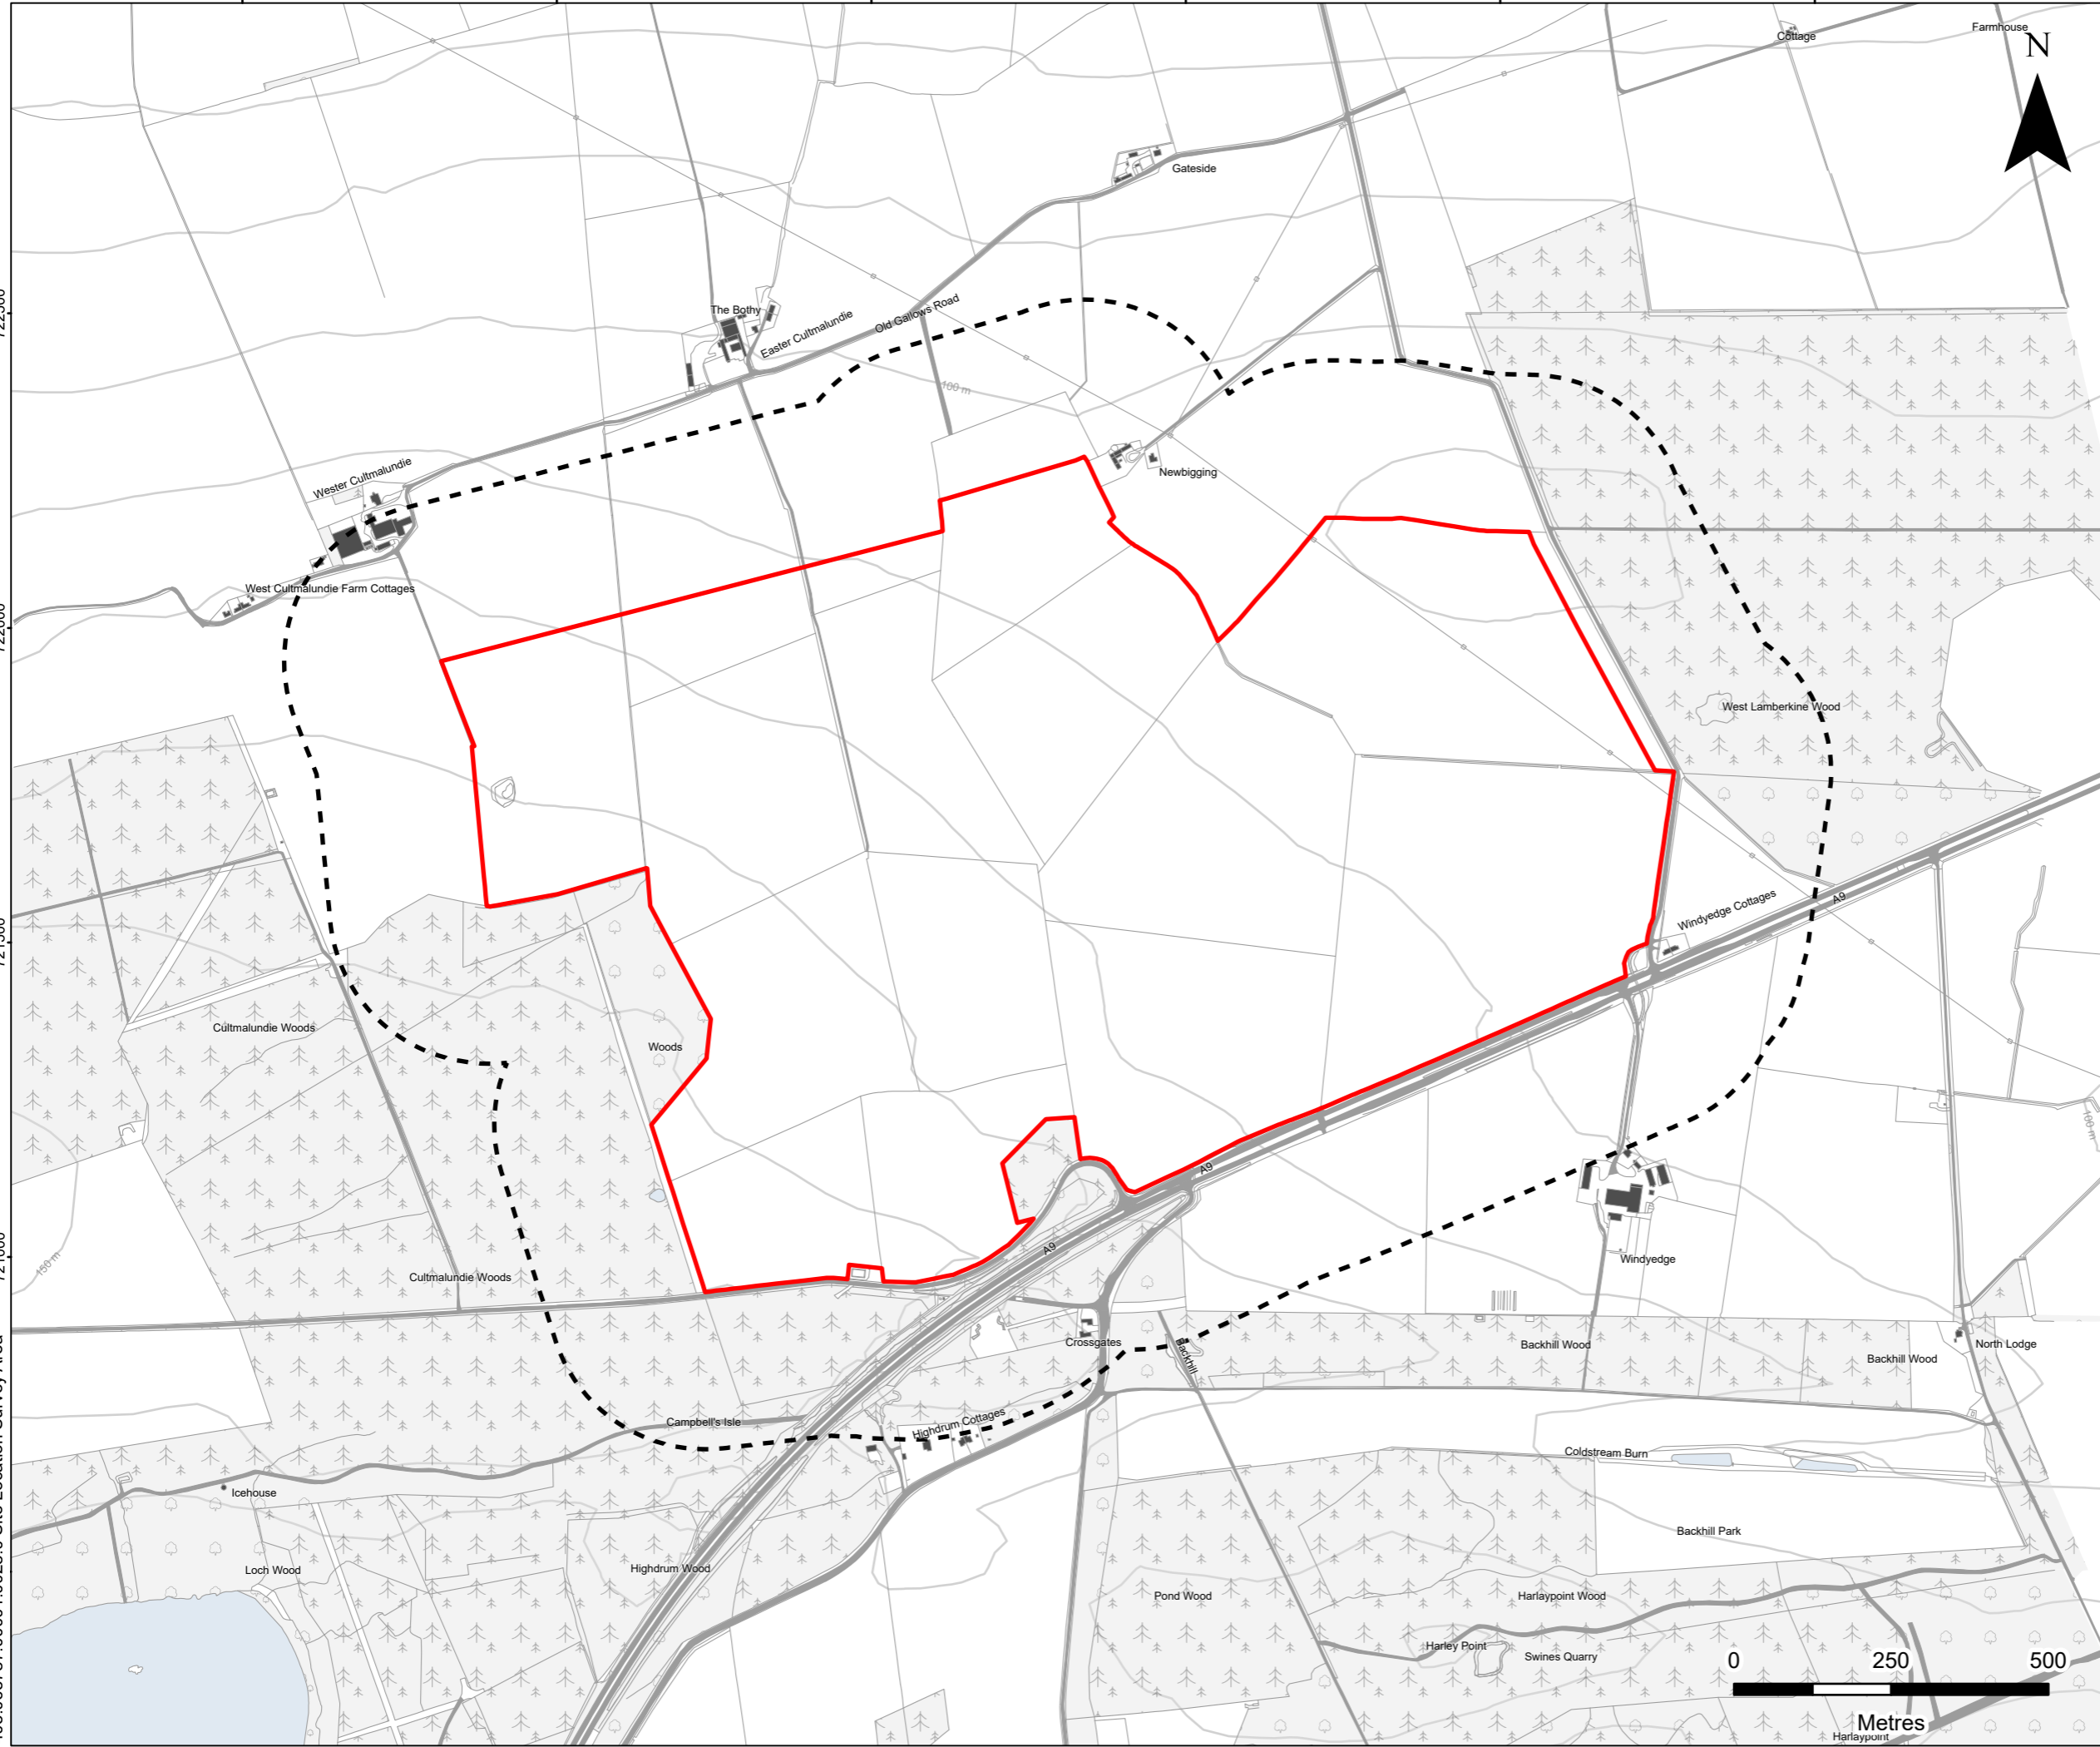 Farmhouse
Cottage
N
Gateside
The Bothy
Easter Cultmalundie
Old Gallows Road
100 m
Wester Cultmalundie
Newbigging
West Cultmalundie Farm Cottages
West Lamberkine Wood
Windyedge Cottages
A9
Cultmalundie Woods
Woods
100 m
A9
A9
150 m
Cultmalundie Woods
Windyedge
Crossgates
Backhill
Backhill Wood
Backhill Wood
North Lodge
Campbell's Isle
Highdrum Cottages
Coldstream Burn
Icehouse
Backhill Park
Loch Wood
Highdrum Wood
Pond Wood
Harlaypoint Wood
Harley Point
Swines Quarry
0 250 500
Metres
Harlaypoint